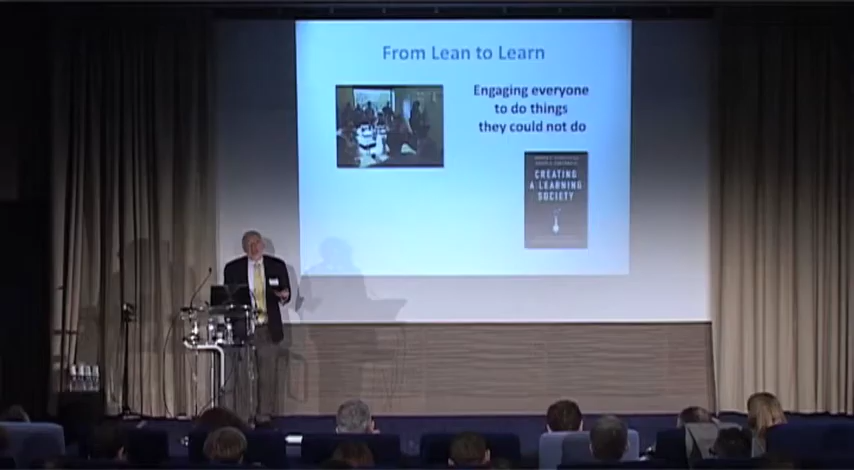 From Lean to Learn
Engaging everyone
to do things
they could not do
CREATING
A LEARNING
SOCIETY